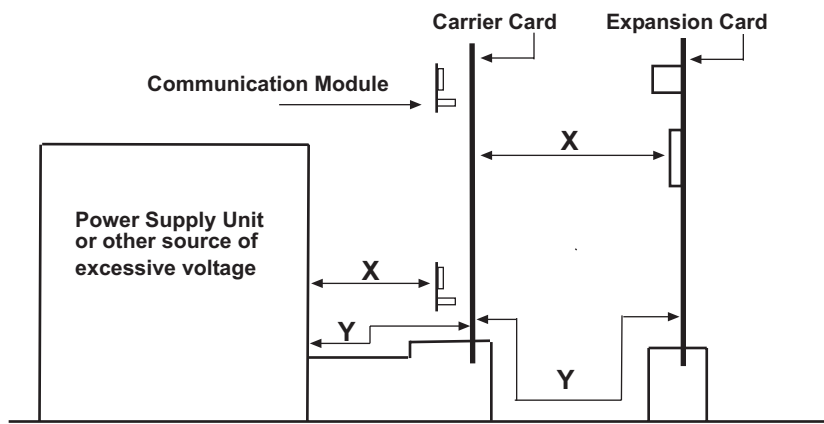 Carrier Card
Expansion Card
Communication Module
X
Power Supply Unit
or other source of
excessive voltage
X
Y
Y